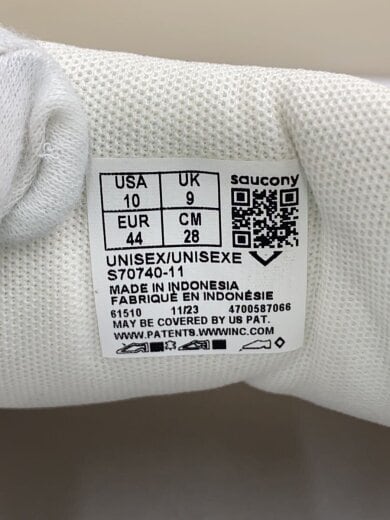 USA 10
UK 9
EUR 44
CM 28
saucony
UNISEX/UNISEXE
S70740-11
MADE IN INDONESIA
FABRIQUÉ EN INDONÉSIE
61510 11/23 4700587066
MAY BE COVERED BY US PAT.
WWW.PATENTS.WWWINC.COM